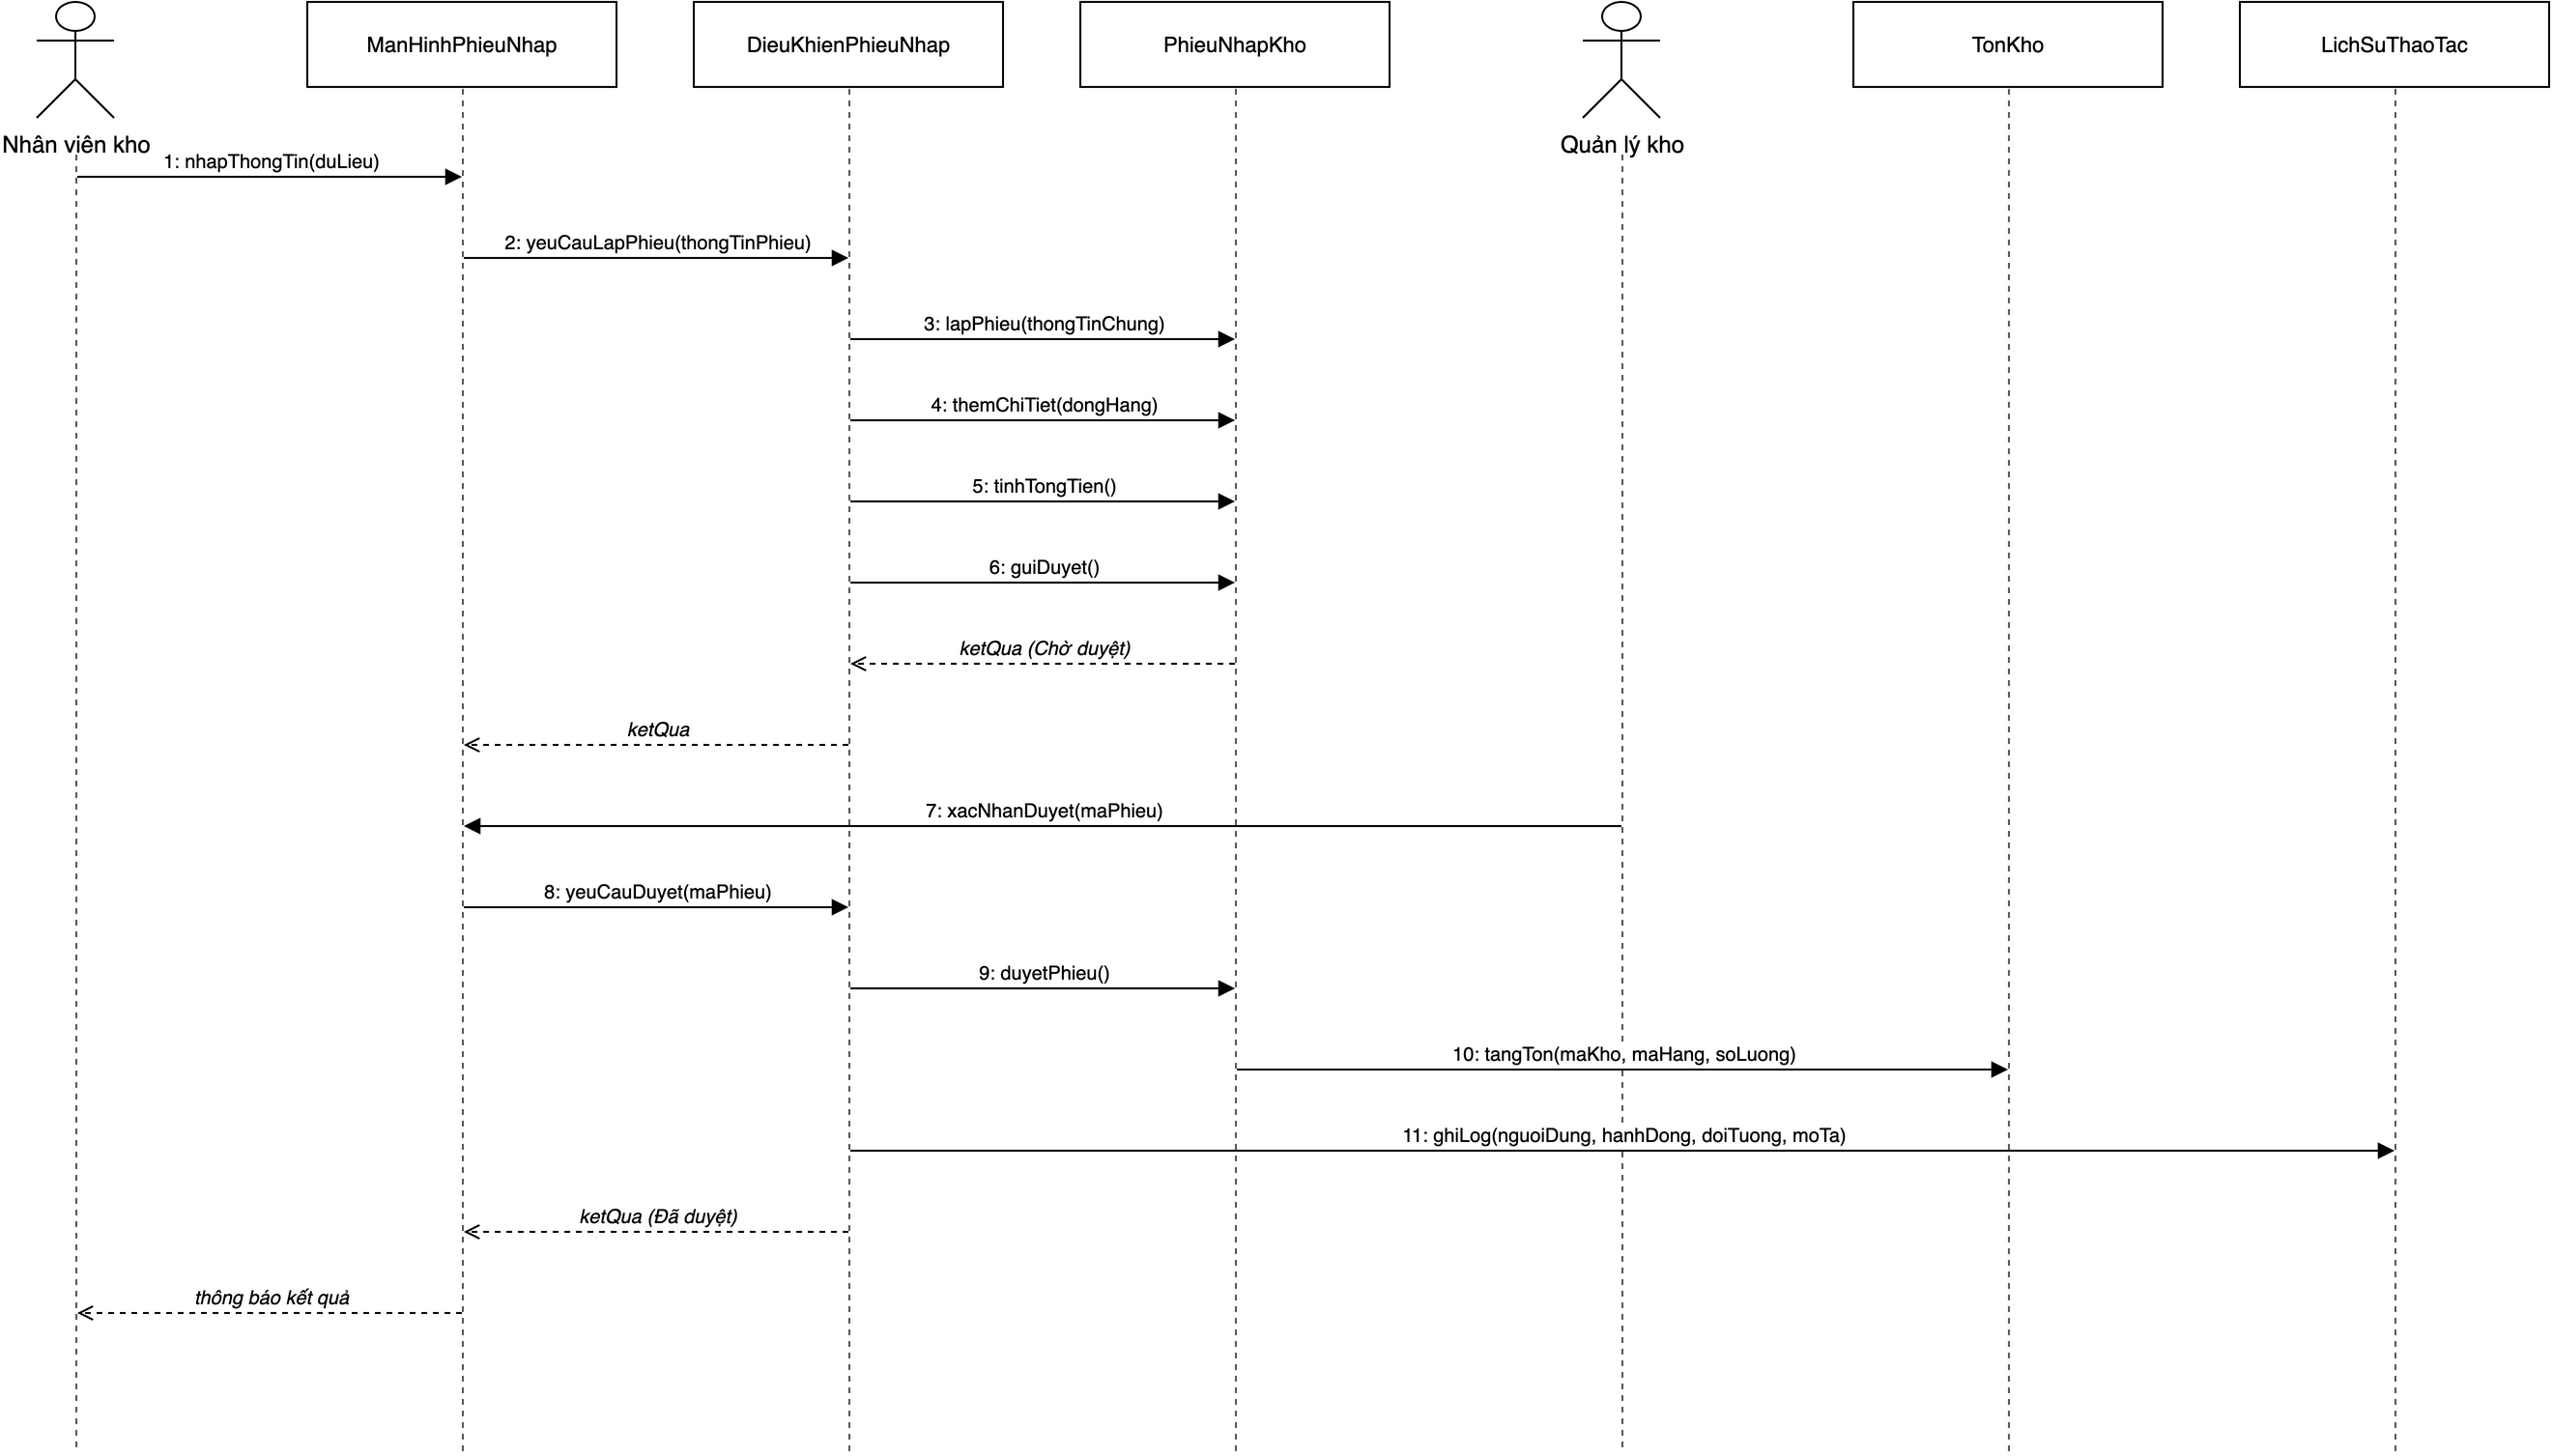 ManHinhPhieuNhap
DieuKhienPhieuNhap
PhieuNhapKho
TonKho
LichSuThaoTac
Nhân viên kho
Quản lý kho
1: nhapThongTin(duLieu)
2: yeuCauLapPhieu(thongTinPhieu)
3: lapPhieu(thongTinChung)
4: themChiTiet(dongHang)
5: tinhTongTien()
6: guiDuyet()
ketQua (Chờ duyệt)
ketQua
7: xacNhanDuyet(maPhieu)
8: yeuCauDuyet(maPhieu)
9: duyetPhieu()
10: tangTon(maKho, maHang, soLuong)
11: ghiLog(nguoiDung, hanhDong, doiTuong, moTa)
ketQua (Đã duyệt)
thông báo kết quả